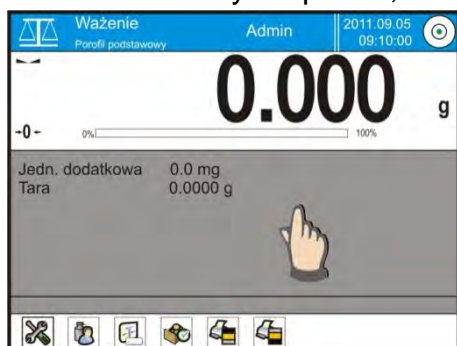 Ważenie
Porofil podstawowy
Admin
2011.09.05
09:10:00
0.000 g
-0-
0% 100%
Jedn. dodatkowa 0.0 mg
Tara 0.0000 g